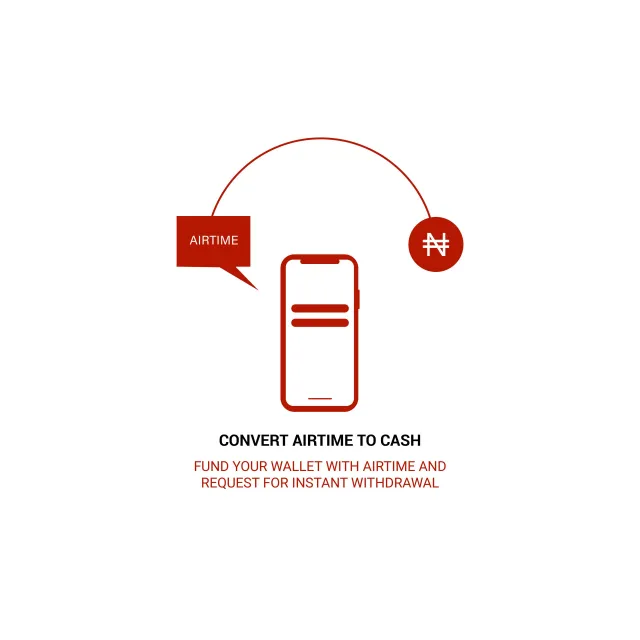 AIRTIME
₦
CONVERT AIRTIME TO CASH
FUND YOUR WALLET WITH AIRTIME AND
REQUEST FOR INSTANT WITHDRAWAL